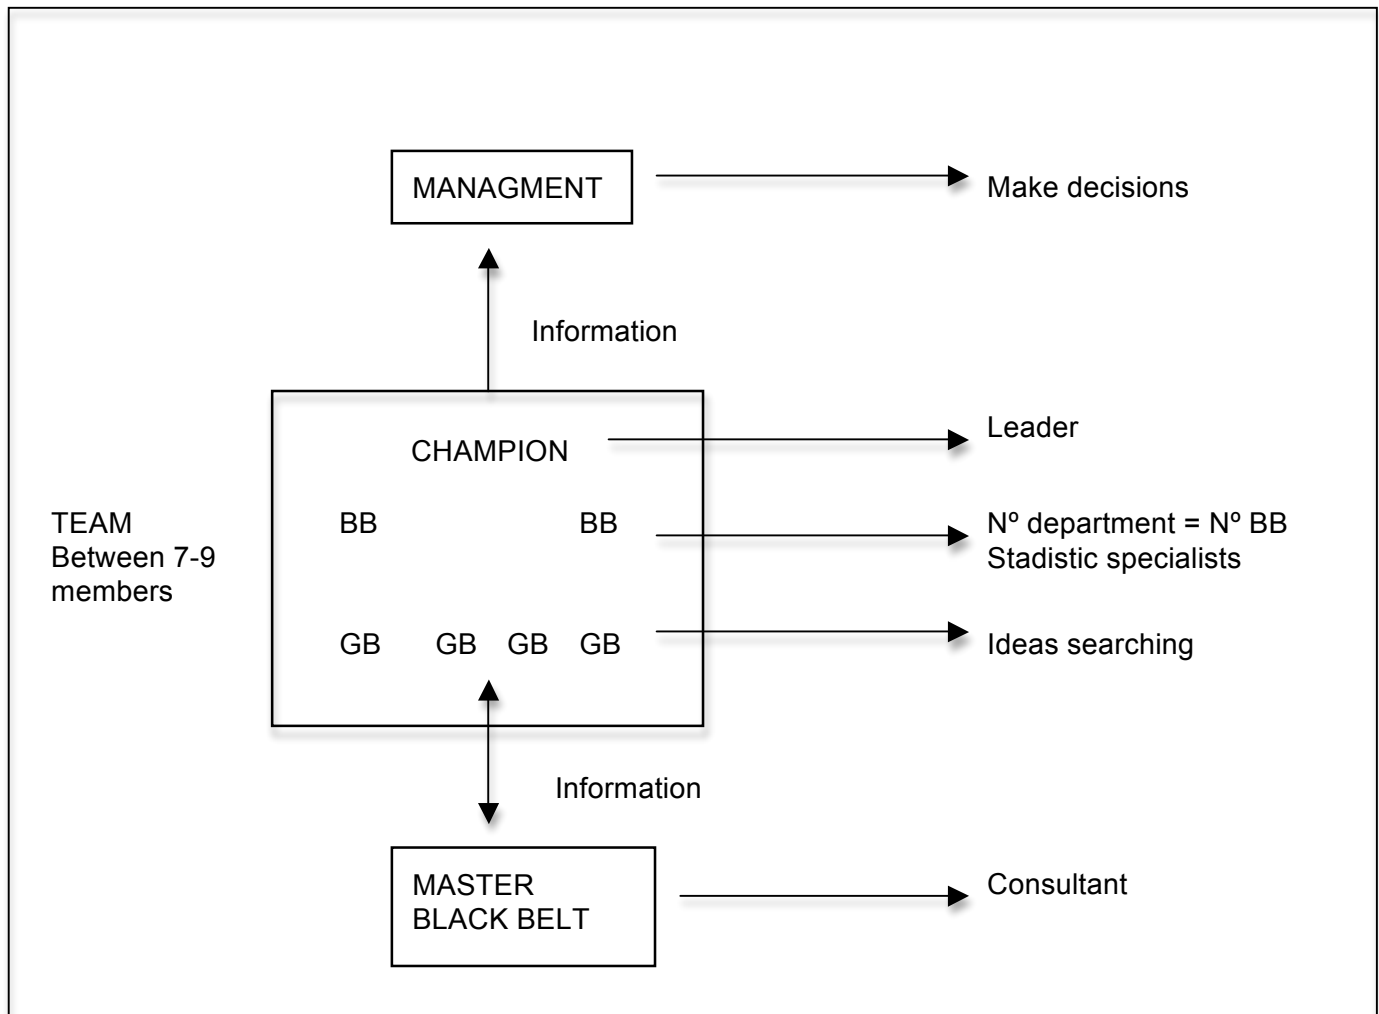 MANAGMENT
Make decisions
Information
CHAMPION
Leader
TEAM
Between 7-9
members
BB BB
Nº department = Nº BB
Stadistic specialists
GB GB GB GB
Ideas searching
Information
MASTER
BLACK BELT
Consultant